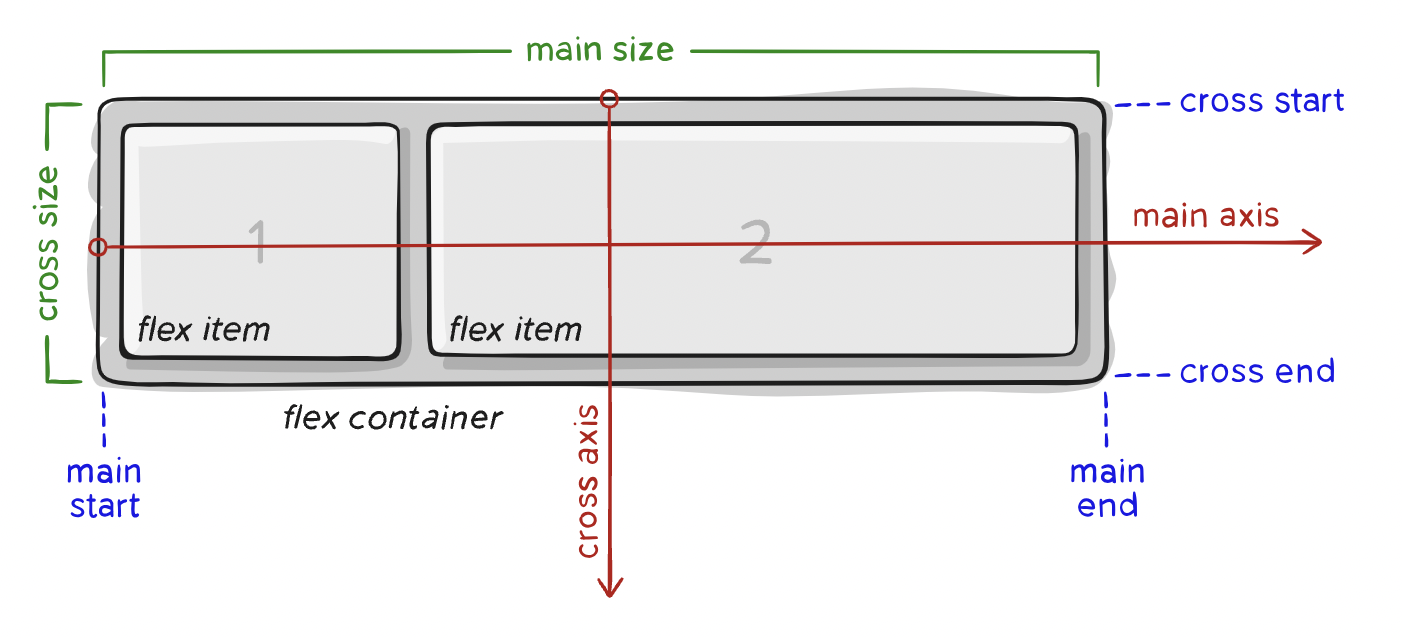 main size
cross start
cross size
main axis
1
2
flex item
flex item
cross end
flex container
cross axis
main
start
main
end